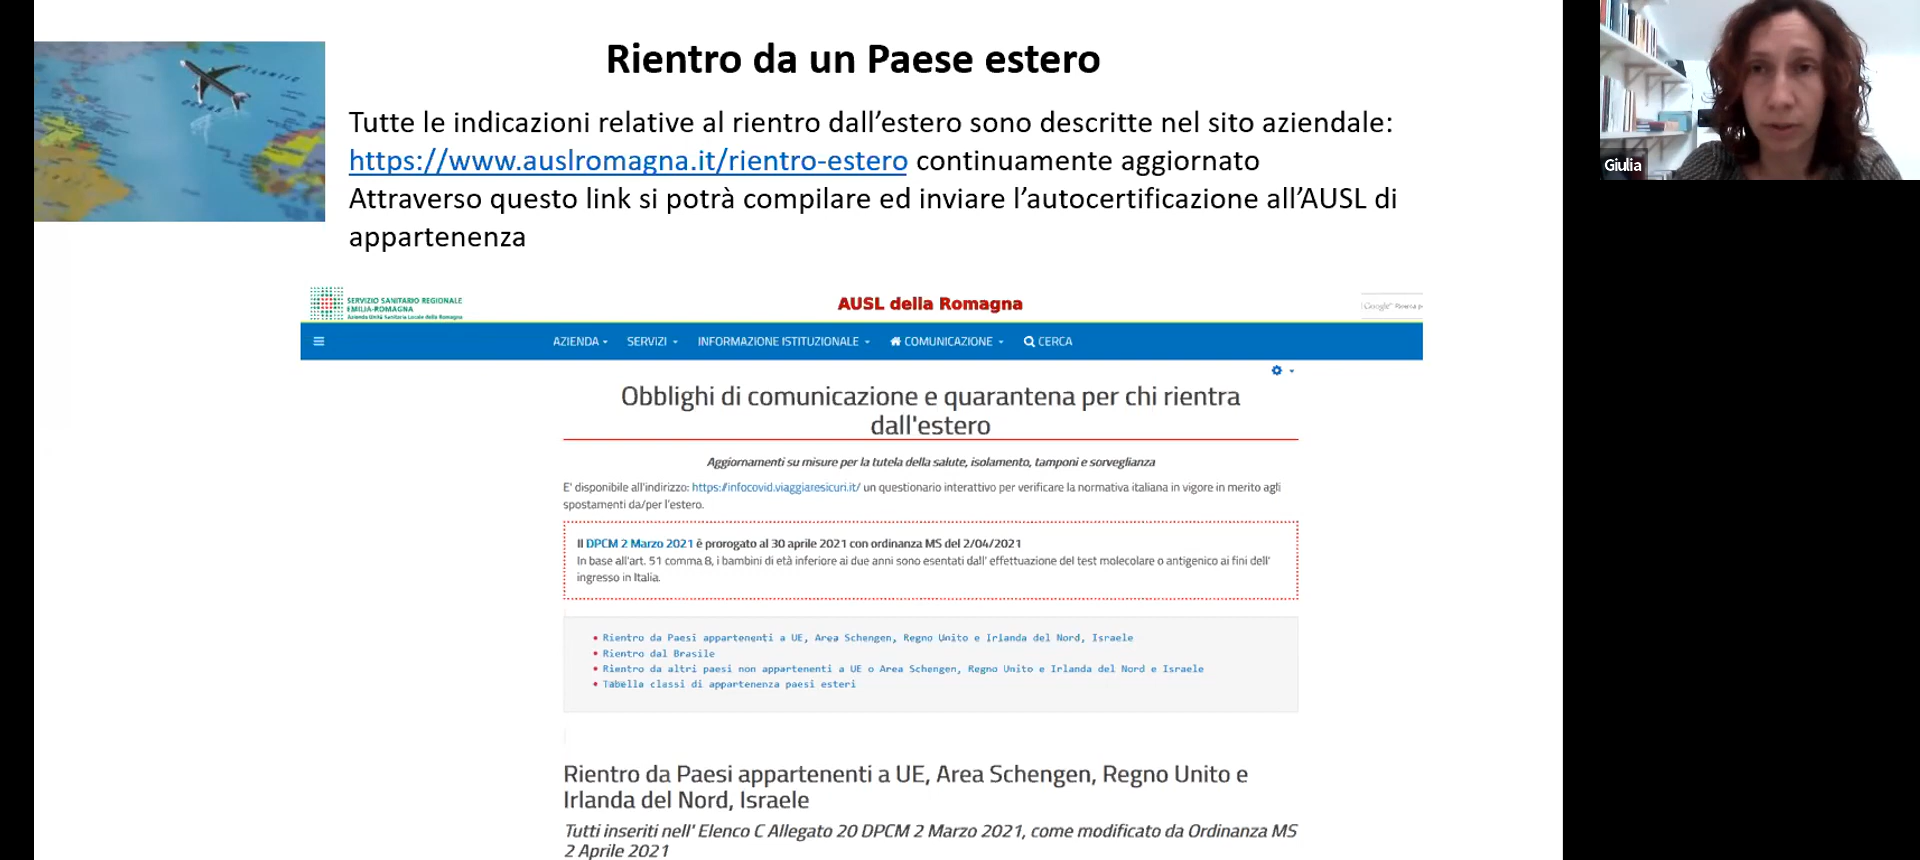 Rientro da un Paese estero
ATLANTIC
Tutte le indicazioni relative al rientro dall’estero sono descritte nel sito aziendale:
https://www.auslromagna.it/rientro-estero continuamente aggiornato
Attraverso questo link si potrà compilare ed inviare l’autocertificazione all’AUSL di
appartenenza
Giulia
SERVIZIO SANITARIO REGIONALE
EMILIA-ROMAGNA
Azienda Unità Sanitaria Locale della Romagna
AUSL della Romagna
Google
AZIENDA SERVIZI INFORMAZIONE ISTITUZIONALE COMUNICAZIONE CERCA
Obblighi di comunicazione e quarantena per chi rientra
dall'estero
Aggiornamenti su misure per la tutela della salute, isolamento, tamponi e sorveglianza
E' disponibile all'indirizzo: https://infocovid.viaggiaresicuri.it/ un questionario interattivo per verificare la normativa italiana in vigore in merito agli
spostamenti da/per l'estero.
Il DPCM 2 Marzo 2021 è prorogato al 30 aprile 2021 con ordinanza MS del 2/04/2021
In base all'art. 51 comma 8, i bambini di età inferiore ai due anni sono esentati dall' effettuazione del test molecolare o antigenico ai fini dell'
ingresso in Italia.
• Rientro da Paesi appartenenti a UE, Area Schengen, Regno Unito e Irlanda del Nord, Israele
• Rientro dal Brasile
• Rientro da altri paesi non appartenenti a UE o Area Schengen, Regno Unito e Irlanda del Nord e Israele
• Tabella classi di appartenenza paesi esteri
Rientro da Paesi appartenenti a UE, Area Schengen, Regno Unito e
Irlanda del Nord, Israele
Tutti inseriti nell' Elenco C Allegato 20 DPCM 2 Marzo 2021, come modificato da Ordinanza MS
2 Aprile 2021